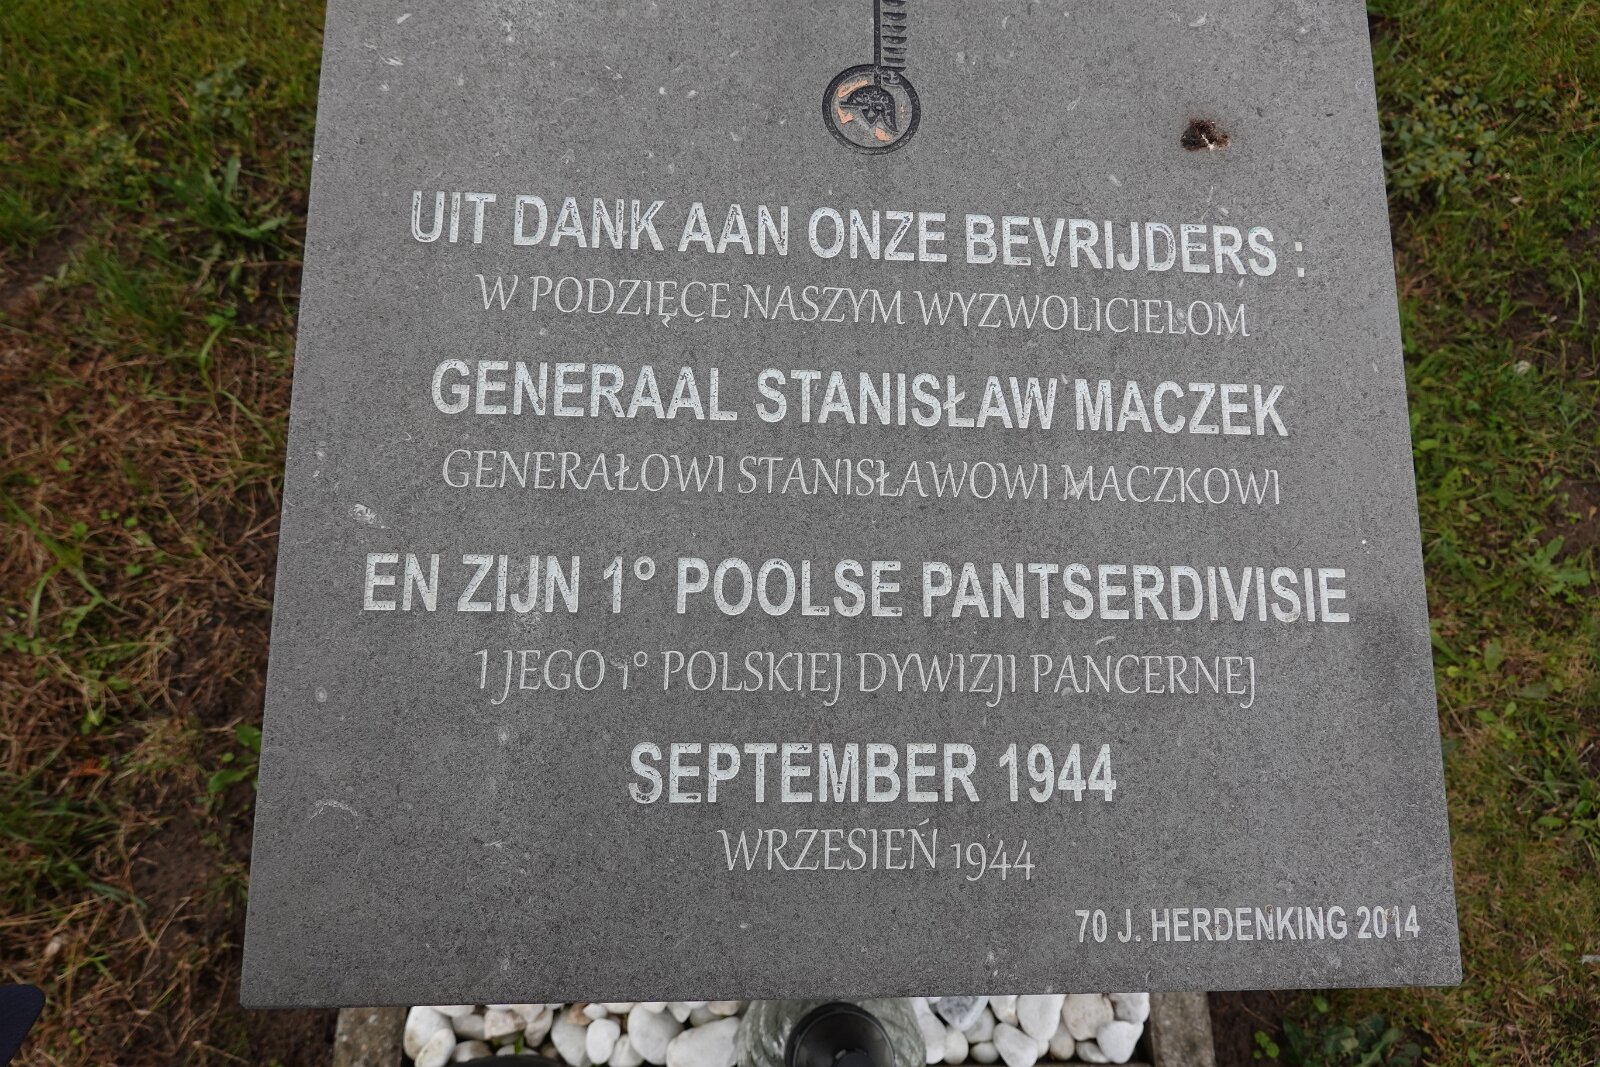 UIT DANK AAN ONZE BEVRIJDERS :
W PODZIĘCE NASZYM WYZWOLICIELOM
GENERAAL STANISŁAW MACZEK
GENERAŁOWI STANISŁAWOWI MACZKOWI
EN ZIJN 1° POOLSE PANTSERDIVISIE
I JEGO 1° POLSKIEJ DYWIZJI PAŃCERNEJ
SEPTEMBER 1944
WRZESIEŃ 1944
70 J. HERDENKING 2014